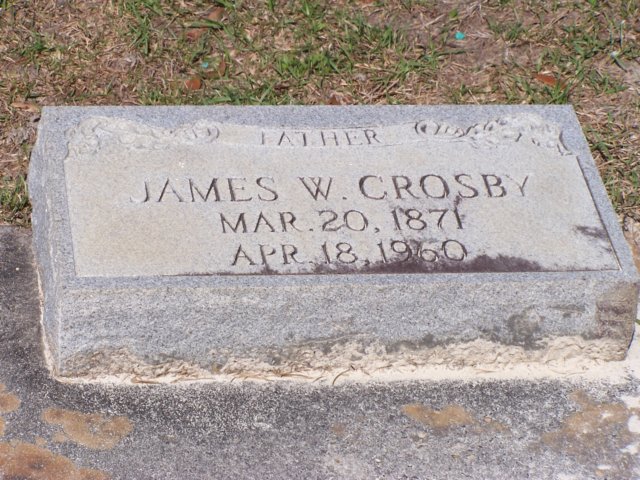 FATHER
JAMES W. CROSBY
MAR. 20, 1871
APR. 18, 1960